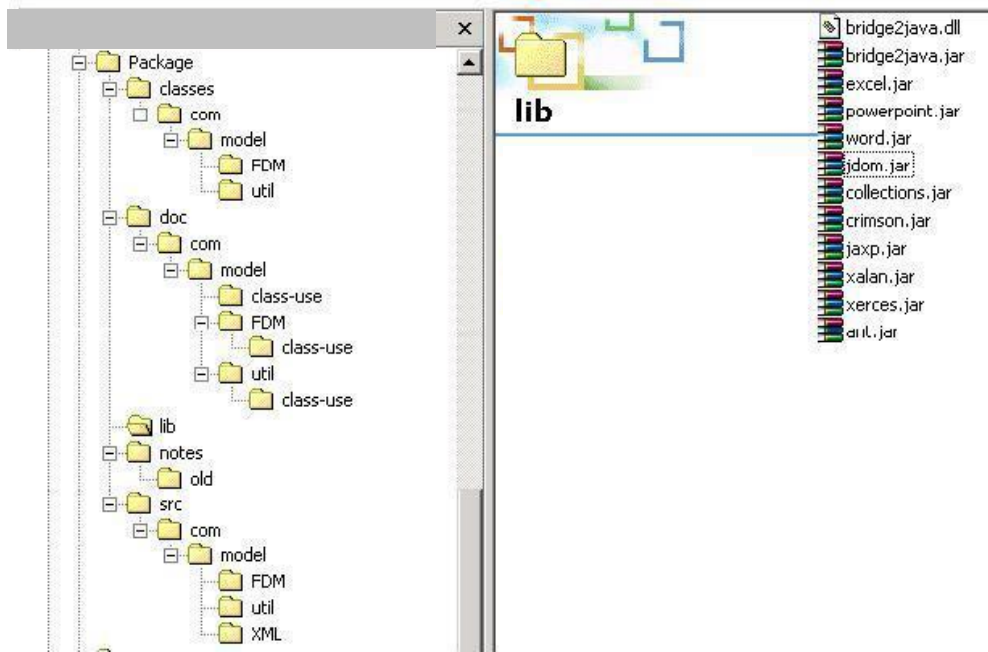 Package
classes
com
model
FDM
util
doc
com
model
class-use
FDM
class-use
util
class-use
lib
notes
old
src
com
model
FDM
util
XML
lib
bridge2java.dll
bridge2java.jar
excel.jar
powerpoint.jar
word.jar
jdom.jar
collections.jar
crimson.jar
jaxp.jar
xalan.jar
xerces.jar
ant.jar